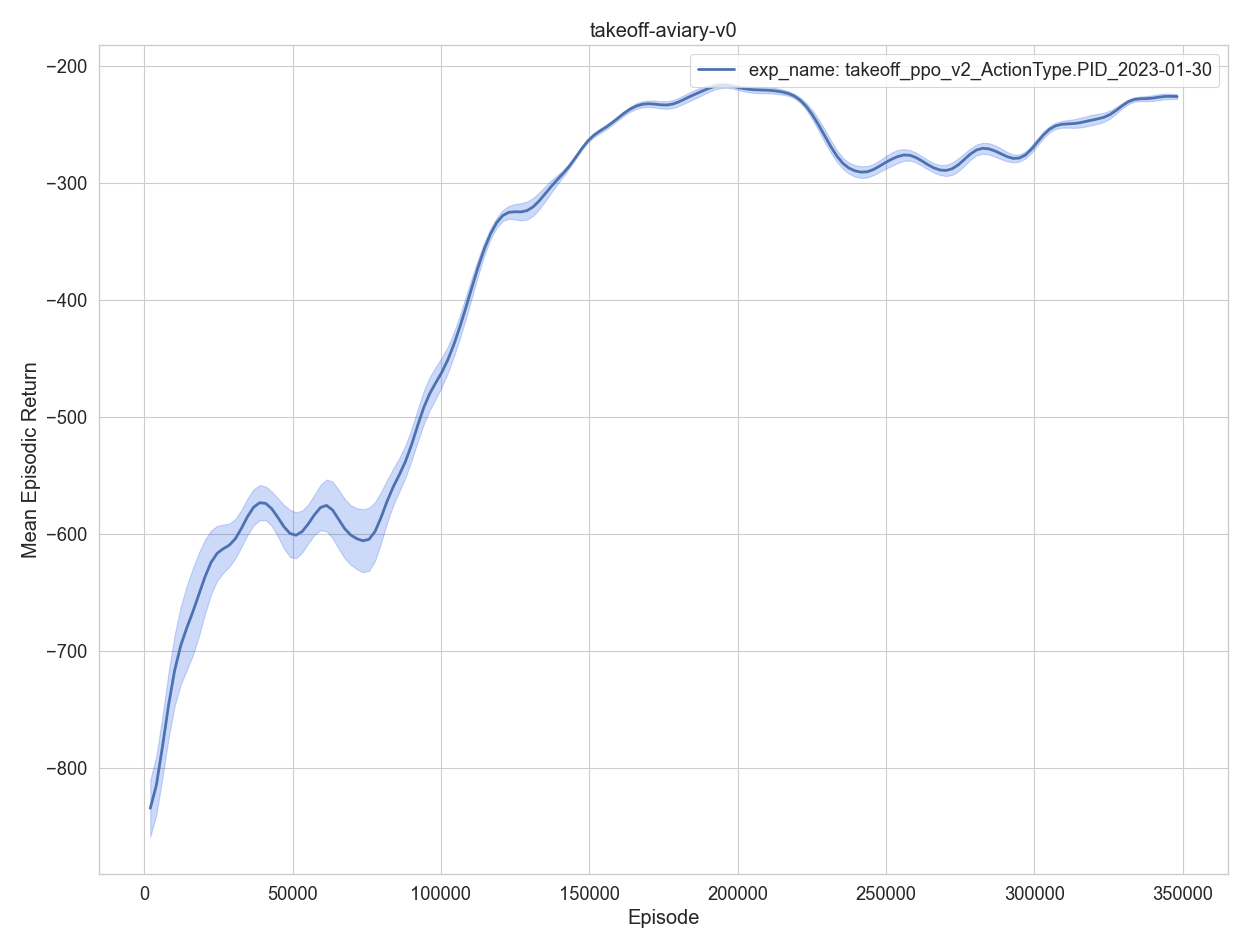 takeoff-aviary-v0
exp_name: takeoff_ppo_v2_ActionType.PID_2023-01-30
−200
−300
−400
−500
−600
−700
−800
Mean Episodic Return
0 50000 100000 150000 200000 250000 300000 350000
Episode